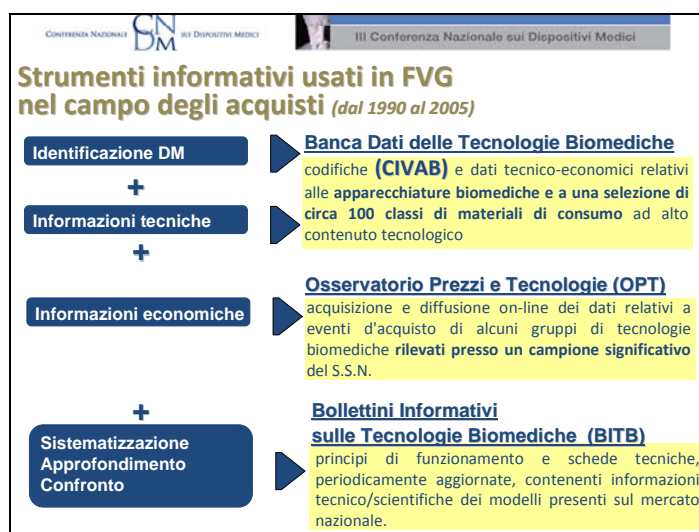 CONFERENZA NAZIONALE CN DM SUI DISPOSITIVI MEDICI
III Conferenza Nazionale sui Dispositivi Medici
Strumenti informativi usati in FVG
nel campo degli acquisti (dal 1990 al 2005)
Identificazione DM
+
Informazioni tecniche
+
Informazioni economiche
+
Sistematizzazione
Approfondimento
Confronto
Banca Dati delle Tecnologie Biomediche
codifiche (CIVAB) e dati tecnico-economici relativi
alle apparecchiature biomediche e a una selezione di
circa 100 classi di materiali di consumo ad alto
contenuto tecnologico
Osservatorio Prezzi e Tecnologie (OPT)
acquisizione e diffusione on-line dei dati relativi a
eventi d'acquisto di alcuni gruppi di tecnologie
biomediche rilevati presso un campione significativo
del S.S.N.
Bollettini Informativi
sulle Tecnologie Biomediche (BITB)
principi di funzionamento e schede tecniche,
periodicamente aggiornate, contenenti informazioni
tecnico/scientifiche dei modelli presenti sul mercato
nazionale.